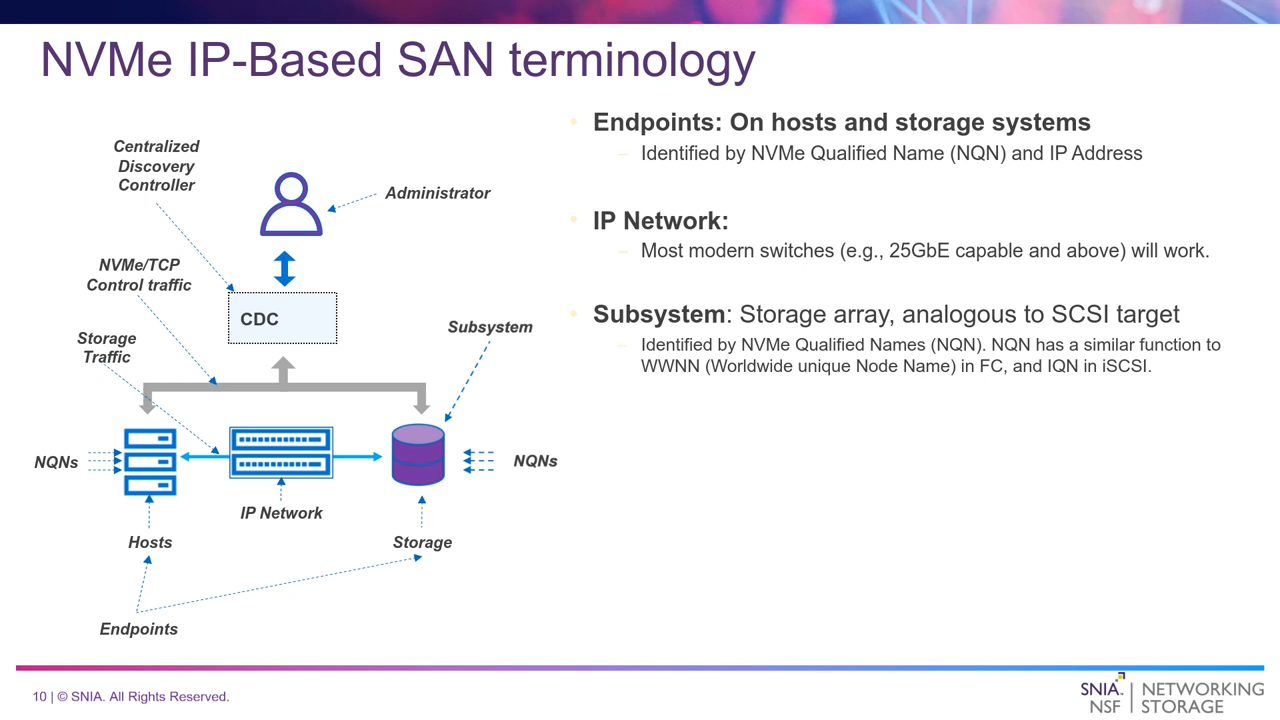 NVMe IP-Based SAN terminology
Centralized
Discovery
Controller
Administrator
NVMe/TCP
Control traffic
CDC
Storage
Traffic
Subsystem
NQNs
NQNs
IP Network
Hosts
Storage
Endpoints
• Endpoints: On hosts and storage systems
– Identified by NVMe Qualified Name (NQN) and IP Address
• IP Network:
– Most modern switches (e.g., 25GbE capable and above) will work.
• Subsystem: Storage array, analogous to SCSI target
– Identified by NVMe Qualified Names (NQN). NQN has a similar function to
WWNN (Worldwide unique Node Name) in FC, and IQN in iSCSI.
10 | © SNIA. All Rights Reserved.
SNIA. | NETWORKING
NSF | STORAGE